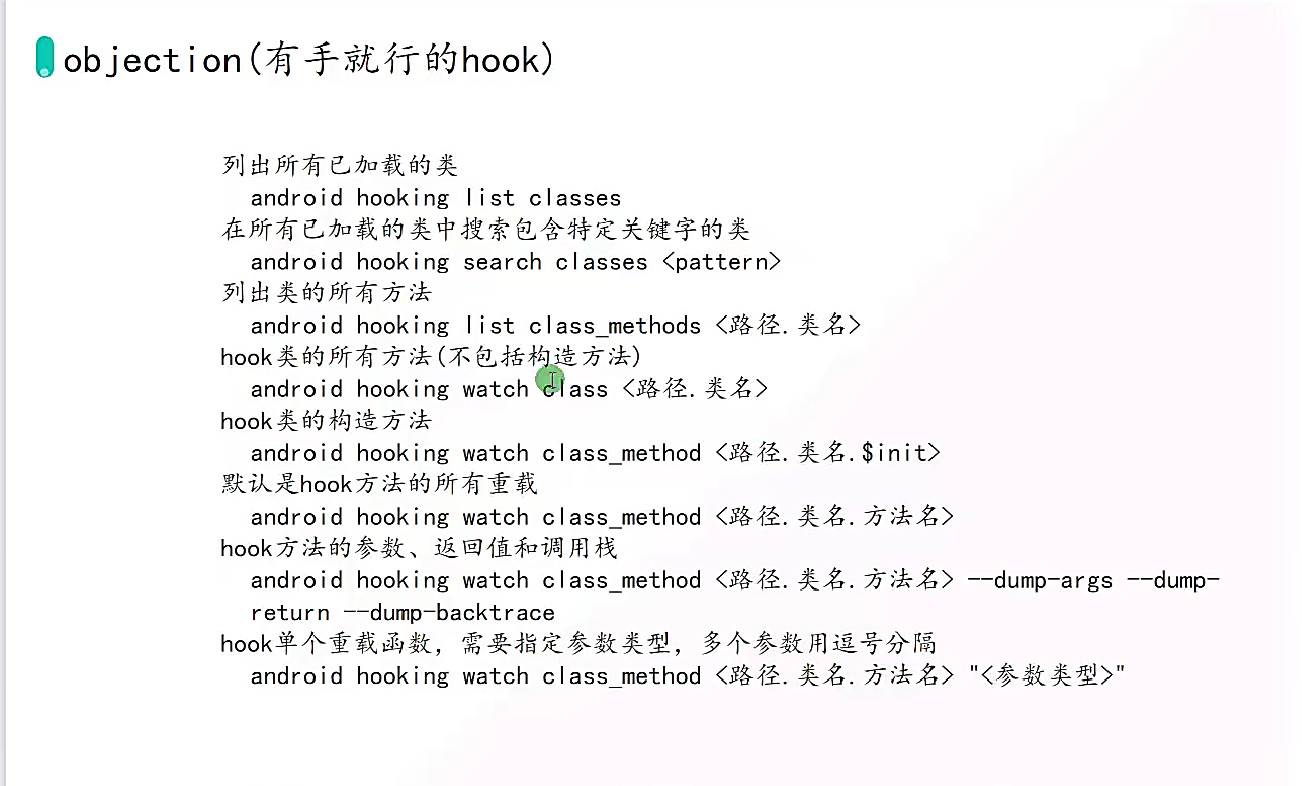 objection(有手就行的hook)
列出所有已加载的类
android hooking list classes
在所有已加载的类中搜索包含特定关键字的类
android hooking search classes <pattern>
列出类的所有方法
android hooking list class_methods <路径.类名>
hook类的所有方法(不包括构造方法)
android hooking watch class <路径.类名>
hook类的构造方法
android hooking watch class_method <路径.类名.$init>
默认是hook方法的所有重载
android hooking watch class_method <路径.类名.方法名>
hook方法的参数、返回值和调用栈
android hooking watch class_method <路径.类名.方法名> --dump-args --dump-
return --dump-backtrace
hook单个重载函数，需要指定参数类型，多个参数用逗号分隔
android hooking watch class_method <路径.类名.方法名> "<参数类型>"